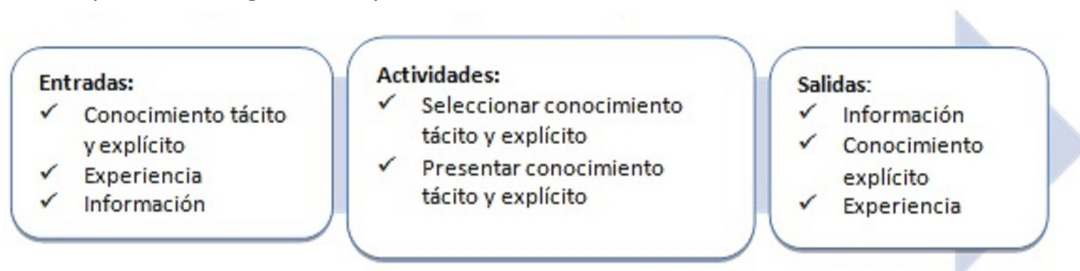 Entradas:
✓ Conocimiento tácito
y explícito
✓ Experiencia
✓ Información
Actividades:
✓ Seleccionar conocimiento
tácito y explícito
✓ Presentar conocimiento
tácito y explícito
Salidas:
✓ Información
✓ Conocimiento
explícito
✓ Experiencia